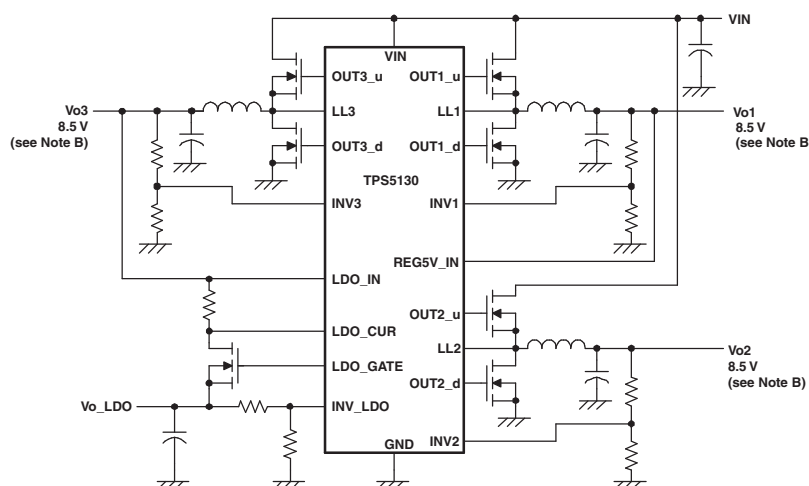 VIN
VIN
OUT3_u
OUT1_u
Vo3
8.5 V
(see Note B)
LL3
LL1
Vo1
8.5 V
(see Note B
OUT3_d
OUT1_d
TPS5130
INV3
INV1
REG5V_IN
LDO_IN
OUT2_u
LDO_CUR
LL2
Vo2
8.5 V
(see Note B)
LDO_GATE
OUT2_d
Vo_LDO
INV_LDO
INV2
GND